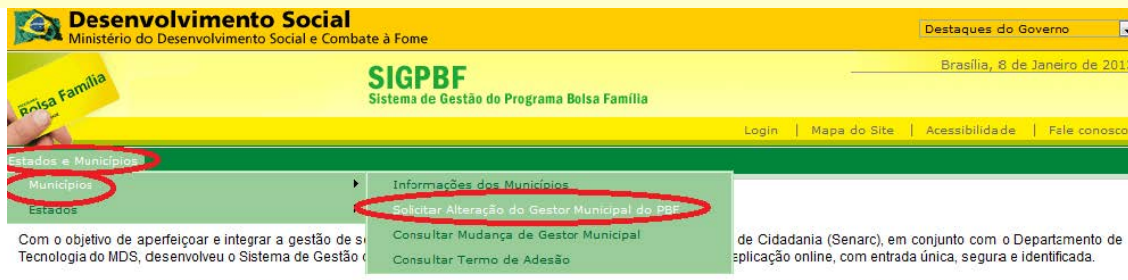 Desenvolvimento Social
Ministério do Desenvolvimento Social e Combate à Fome
Destaques do Governo
Bolsa Família
SIGPBF
Sistema de Gestão do Programa Bolsa Família
Brasília, 8 de Janeiro de 201
Login | Mapa do Site | Acessibilidade | Fale conosco
Estados e Municípios
Municípios
Informações dos Municípios
Estados
Solicitar Alteração do Gestor Municipal do PBF
Consultar Mudança de Gestor Municipal
Consultar Termo de Adesão
Com o objetivo de aperfeiçoar e integrar a gestão de de Cidadania (Senarc), em conjunto com o Departamento de
Tecnologia do MDS, desenvolveu o Sistema de Gestão online, com entrada única, segura e identificada.